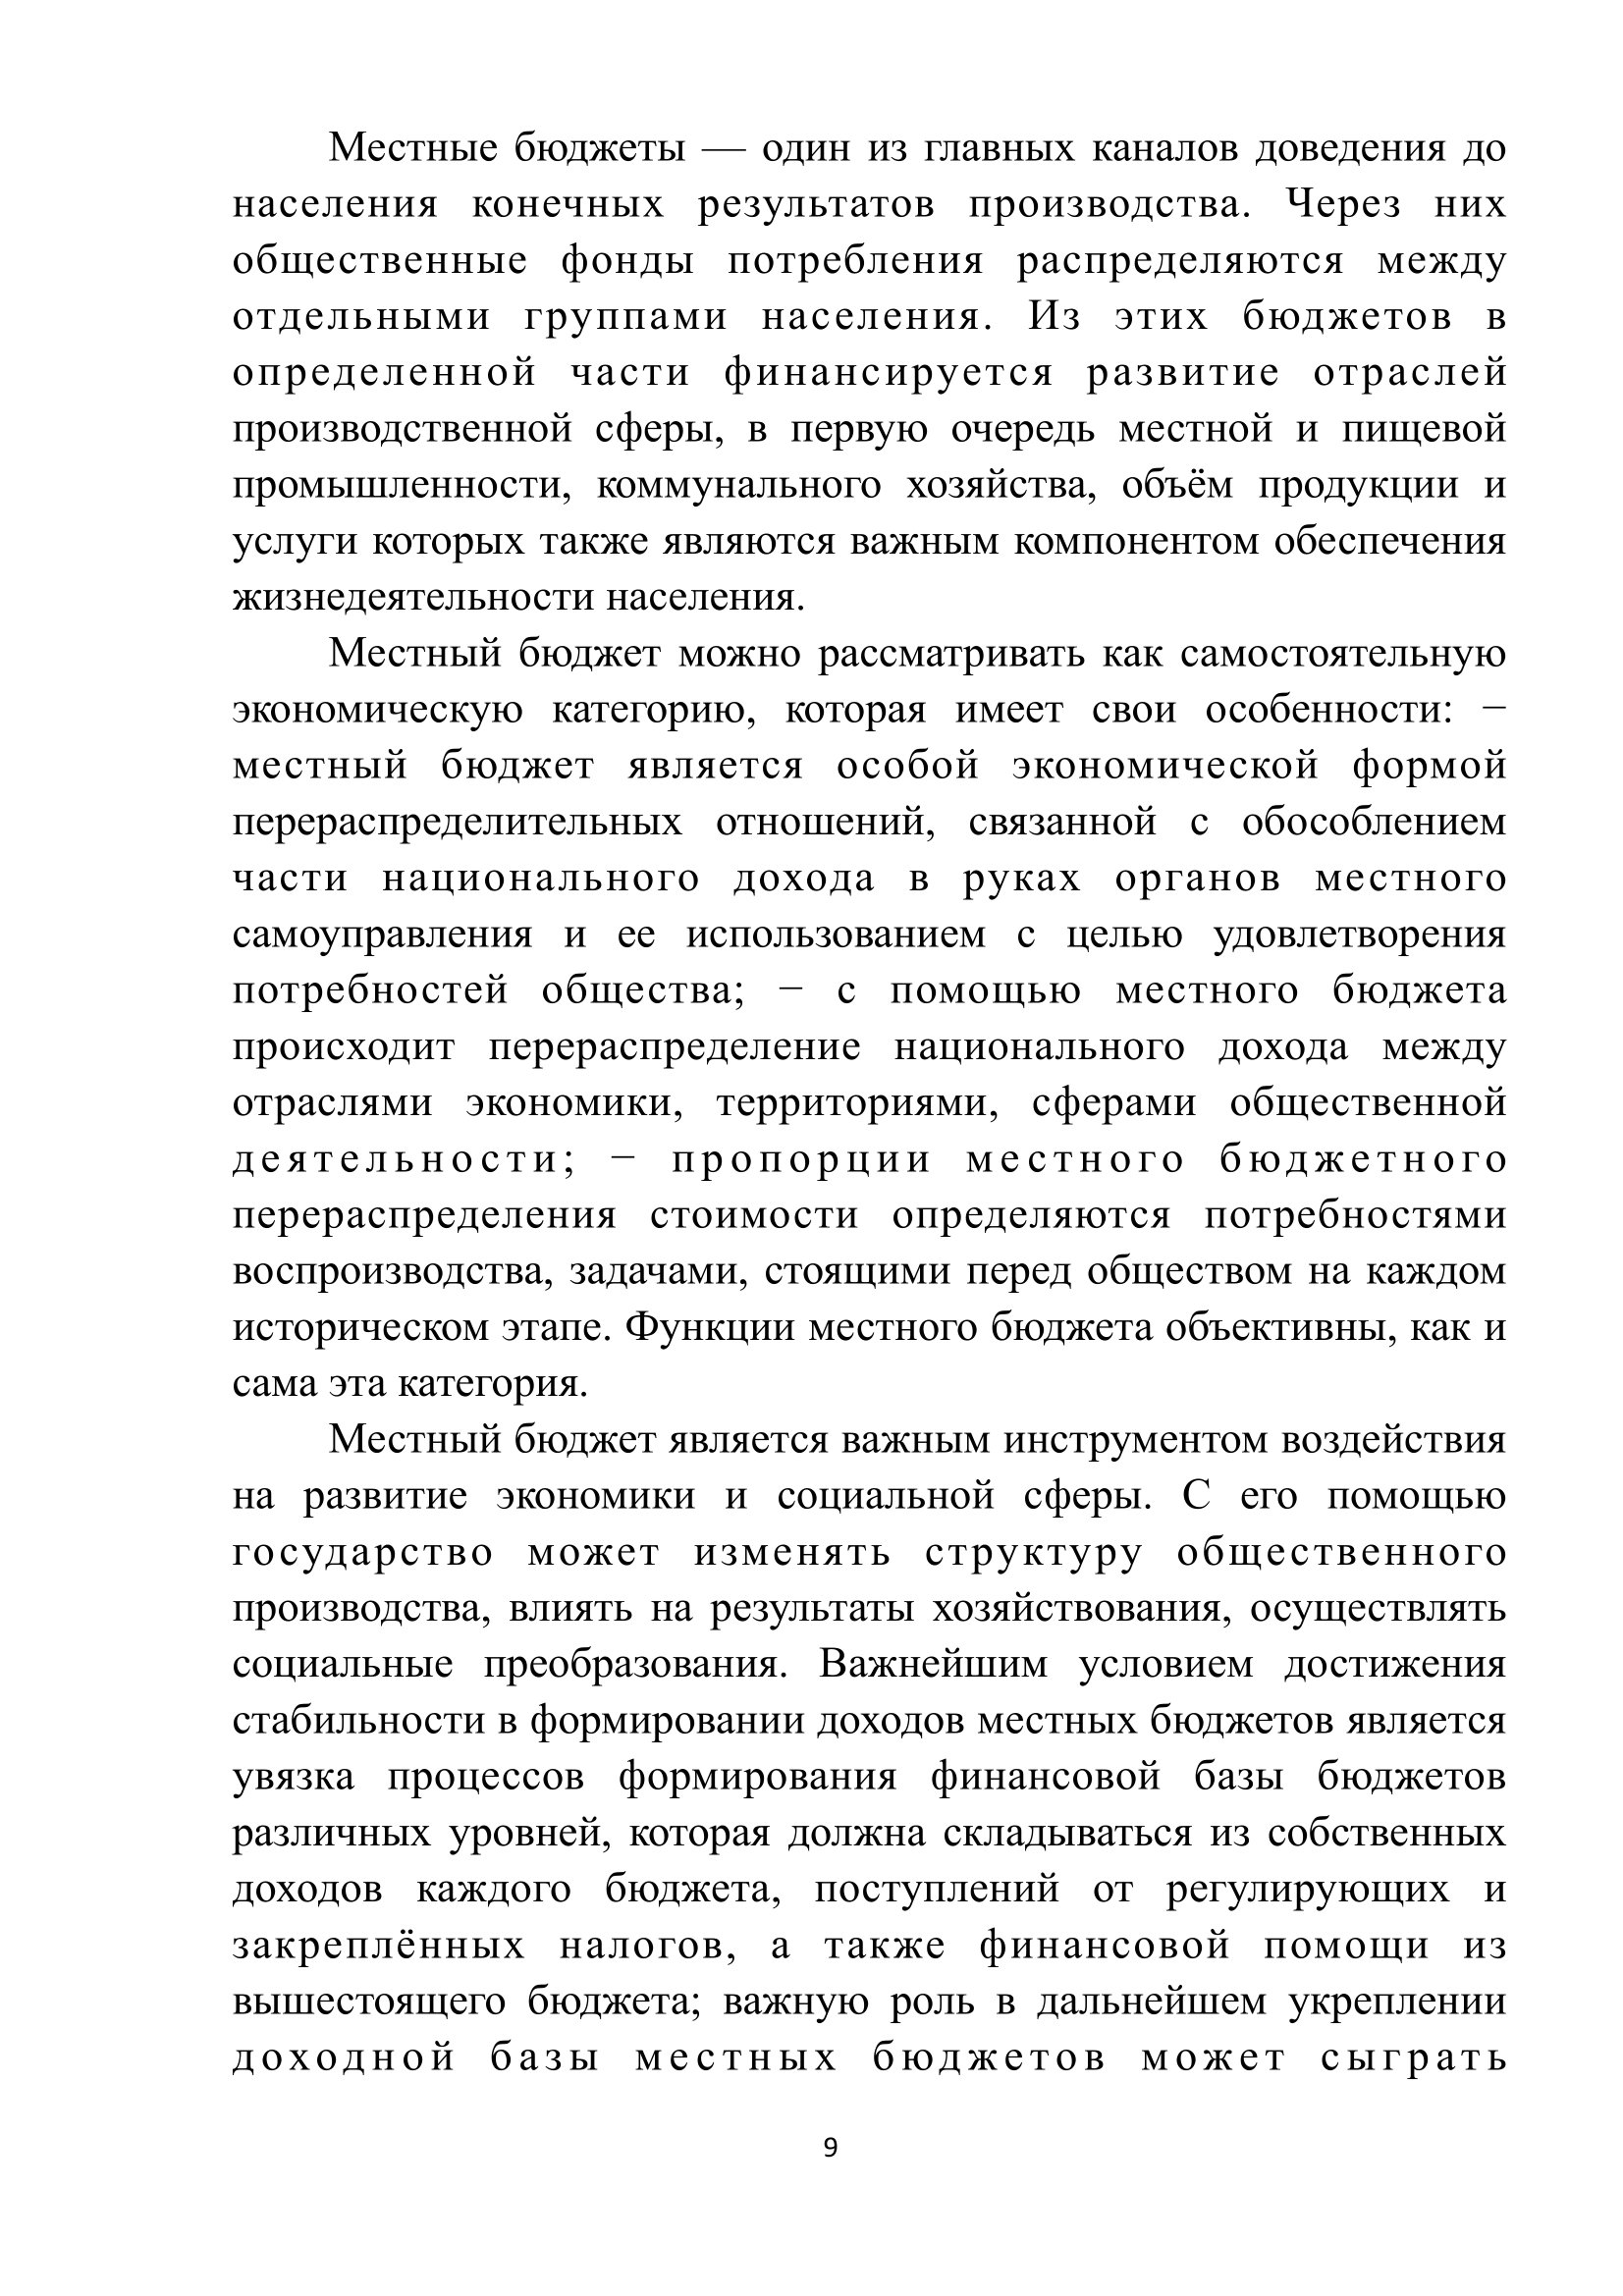 Местные бюджеты — один из главных каналов доведения до
населения конечных результатов производства. Через них
общественные фонды потребления распределяются между
отдельными группами населения. Из этих бюджетов в
определенной части финансируется развитие отраслей
производственной сферы, в первую очередь местной и пищевой
промышленности, коммунального хозяйства, объём продукции и
услуги которых также являются важным компонентом обеспечения
жизнедеятельности населения.
Местный бюджет можно рассматривать как самостоятельную
экономическую категорию, которая имеет свои особенности: −
местный бюджет является особой экономической формой
перераспределительных отношений, связанной с обособлением
части национального дохода в руках органов местного
самоуправления и ее использованием с целью удовлетворения
потребностей общества; − с помощью местного бюджета
происходит перераспределение национального дохода между
отраслями экономики, территориями, сферами общественной
деятельности; − пропорции местного бюджетного
перераспределения стоимости определяются потребностями
воспроизводства, задачами, стоящими перед обществом на каждом
историческом этапе. Функции местного бюджета объективны, как и
сама эта категория.
Местный бюджет является важным инструментом воздействия
на развитие экономики и социальной сферы. С его помощью
государство может изменять структуру общественного
производства, влиять на результаты хозяйствования, осуществлять
социальные преобразования. Важнейшим условием достижения
стабильности в формировании доходов местных бюджетов является
увязка процессов формирования финансовой базы бюджетов
различных уровней, которая должна складываться из собственных
доходов каждого бюджета, поступлений от регулирующих и
закреплённых налогов, а также финансовой помощи из
вышестоящего бюджета; важную роль в дальнейшем укреплении
доходной базы местных бюджетов может сыграть
9